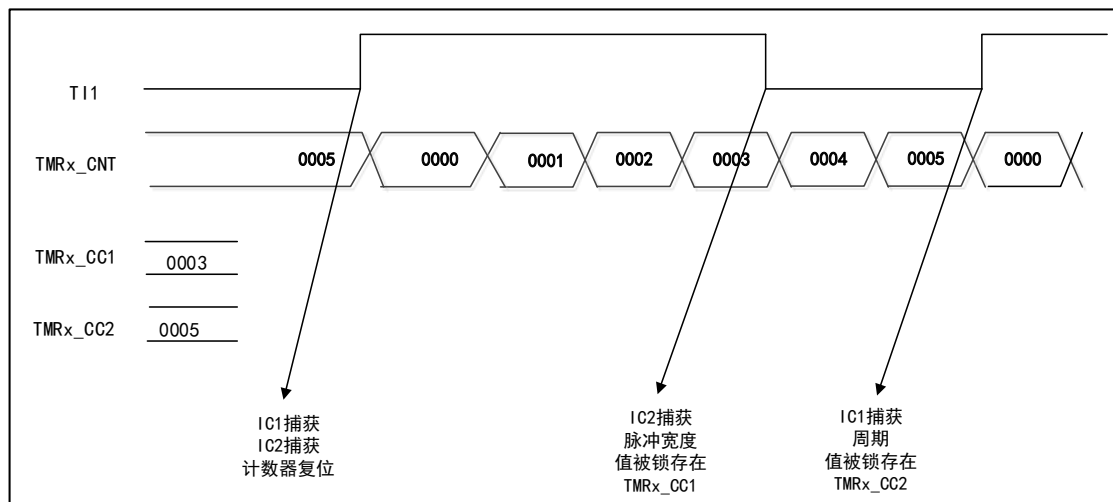 TI1
TMRx_CNT
0005 0000 0001 0002 0003 0004 0005 0000
TMRx_CC1
0003
TMRx_CC2
0005
IC1捕获
IC2捕获
计数器复位
IC2捕获
脉冲宽度
值被锁存在
TMRx_CC1
IC1捕获
周期
值被锁存在
TMRx_CC2